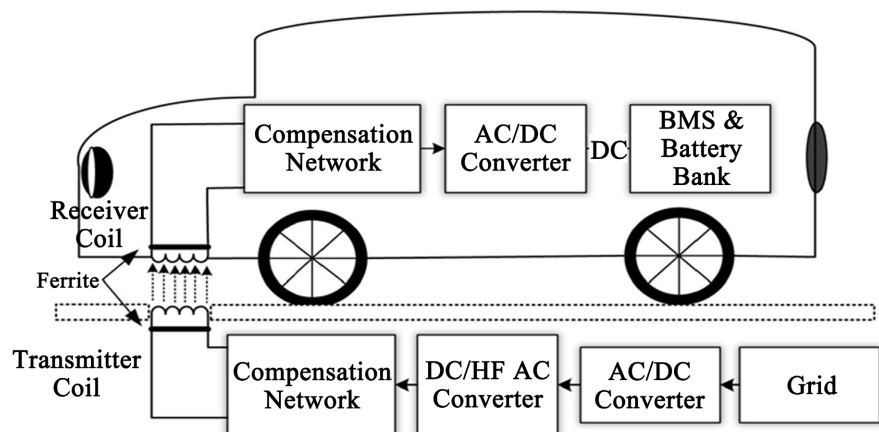 Compensation
Network
AC/DC
Converter
DC
BMS &
Battery
Bank
Receiver
Coil
Ferrite
Transmitter
Coil
Compensation
Network
DC/HF AC
Converter
AC/DC
Converter
Grid